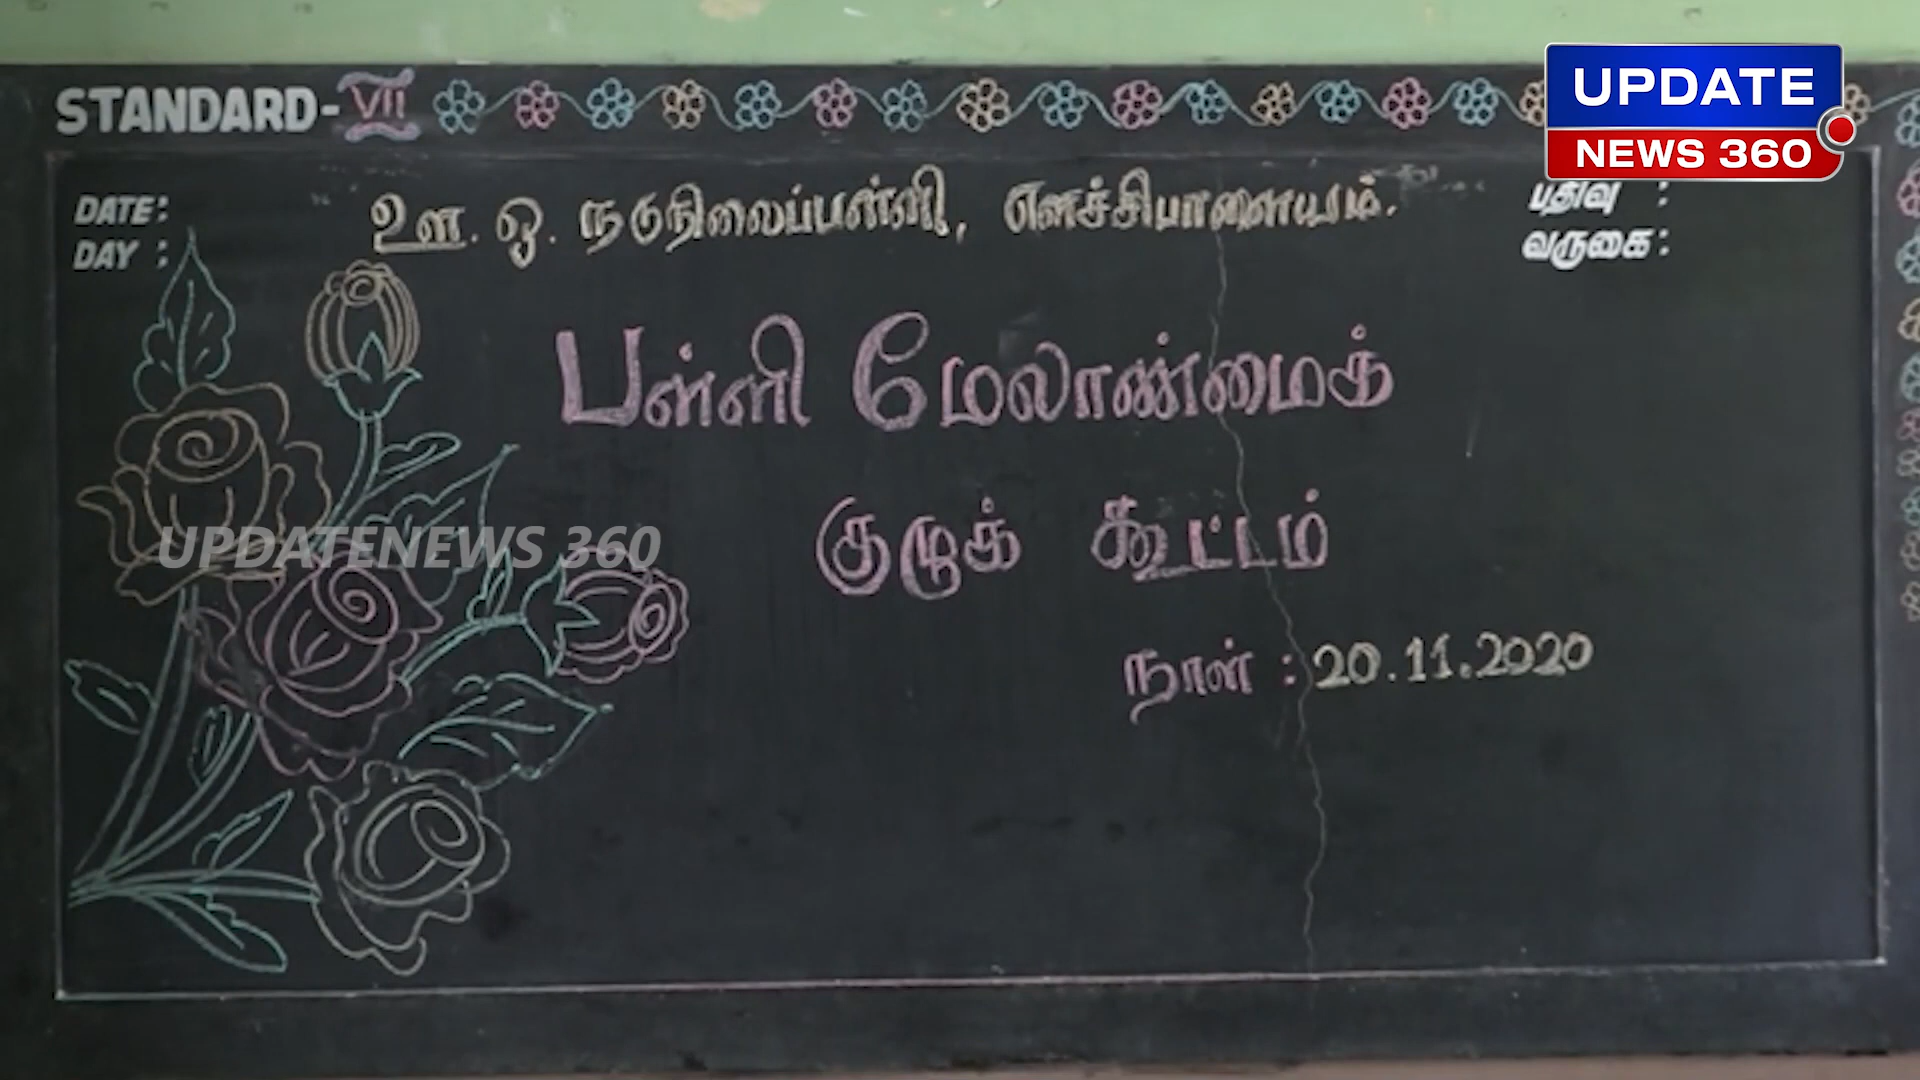 STANDARD-VII
UPDATE
NEWS 360
DATE:
DAY :
உள. ஒ. நடுநிலைப்பள்ளி, எளச்சிபாளையம்.
பதிவு :
வருகை:
பள்ளி மேலாண்மைக்
குழுக் கூட்டம்
UPDATENEWS 360
நாள் : 20.11.2020